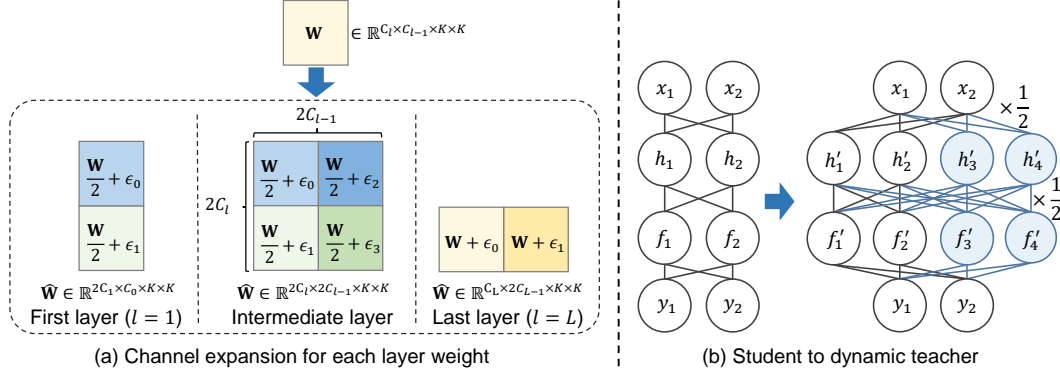 W ∈ ℝ^{C_l×C_{l−1}×K×K}
2C_{l−1}
2C_l
W/2 + ϵ_0
W/2 + ϵ_1
W/2 + ϵ_0 W/2 + ϵ_2
W/2 + ϵ_1 W/2 + ϵ_3
W + ϵ_0 W + ϵ_1
Ŵ ∈ ℝ^{2C_1×C_0×K×K} Ŵ ∈ ℝ^{2C_l×2C_{l−1}×K×K} Ŵ ∈ ℝ^{C_L×2C_{L−1}×K×K}
First layer (l = 1) Intermediate layer Last layer (l = L)
(a) Channel expansion for each layer weight
x_1 x_2
h_1 h_2
f_1 f_2
y_1 y_2
x_1 x_2
× 1/2
h′_1 h′_2 h′_3 h′_4
× 1/2
f′_1 f′_2 f′_3 f′_4
y_1 y_2
(b) Student to dynamic teacher